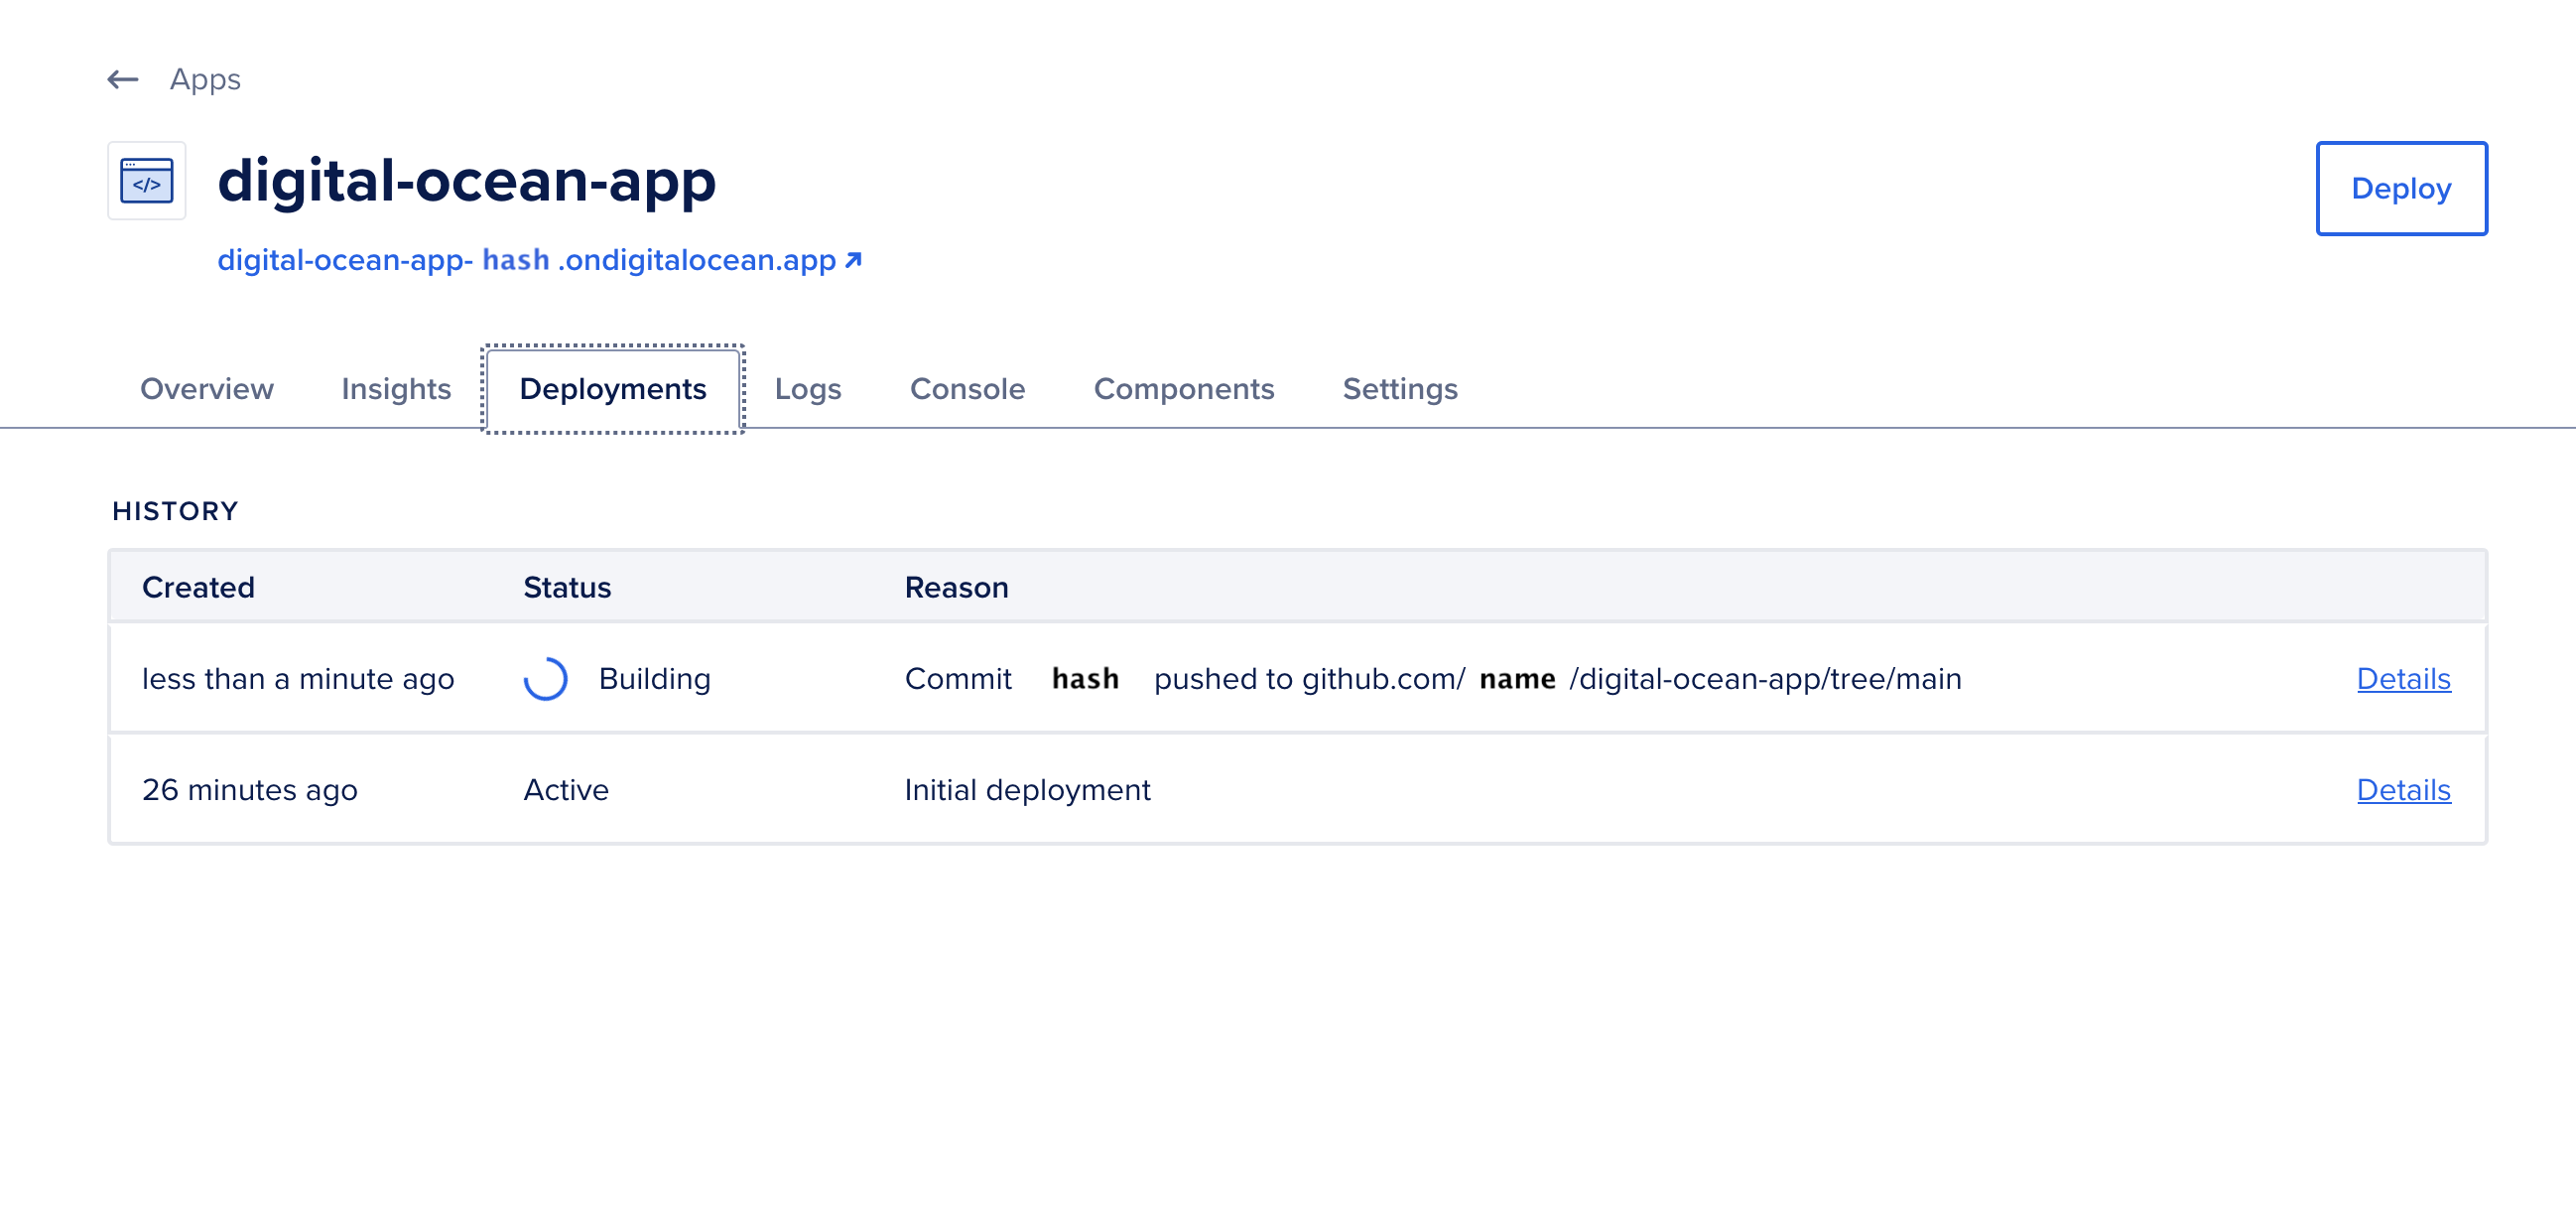 Apps
</>
digital-ocean-app
Deploy
digital-ocean-app- hash .ondigitalocean.app
Overview Insights Deployments Logs Console Components Settings
HISTORY
Created Status Reason
less than a minute ago Building Commit hash pushed to github.com/ name /digital-ocean-app/tree/main Details
26 minutes ago Active Initial deployment Details